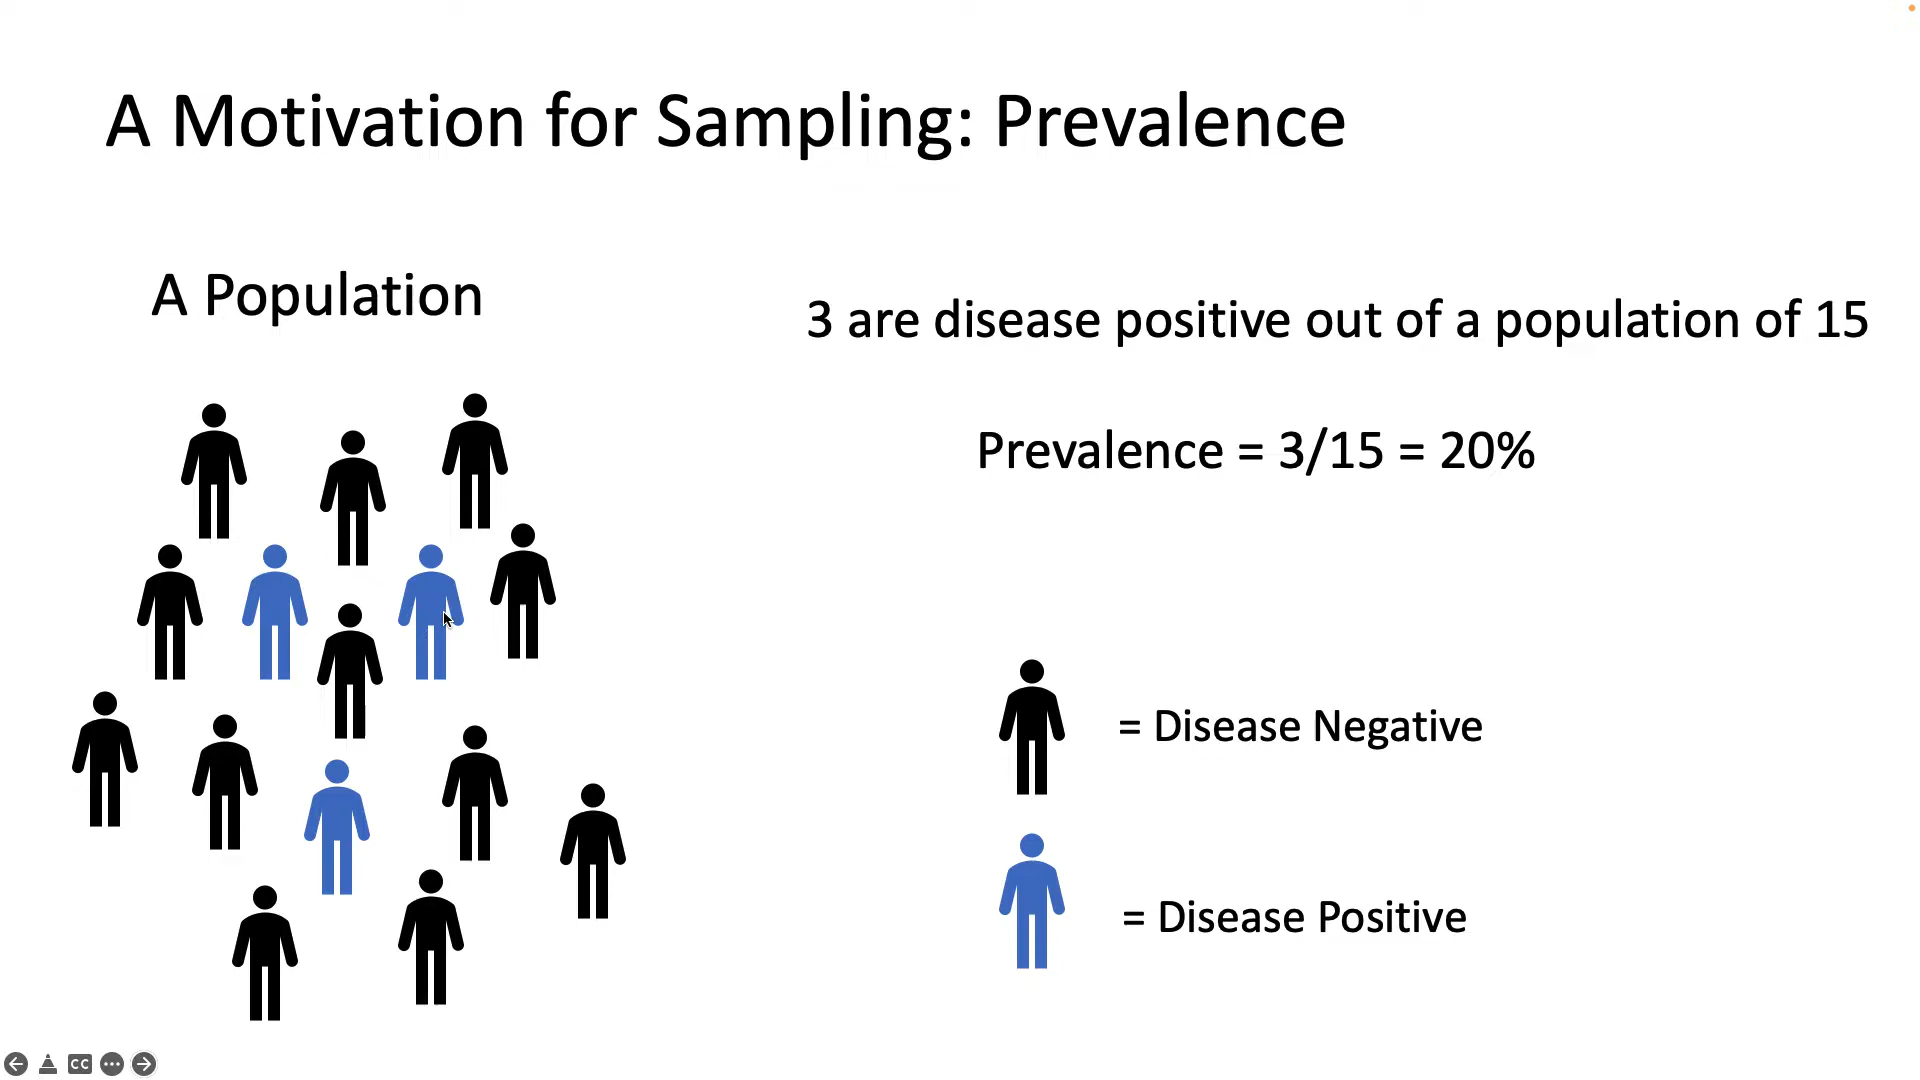 A Motivation for Sampling: Prevalence
A Population
3 are disease positive out of a population of 15
Prevalence = 3/15 = 20%
= Disease Negative
= Disease Positive
CC